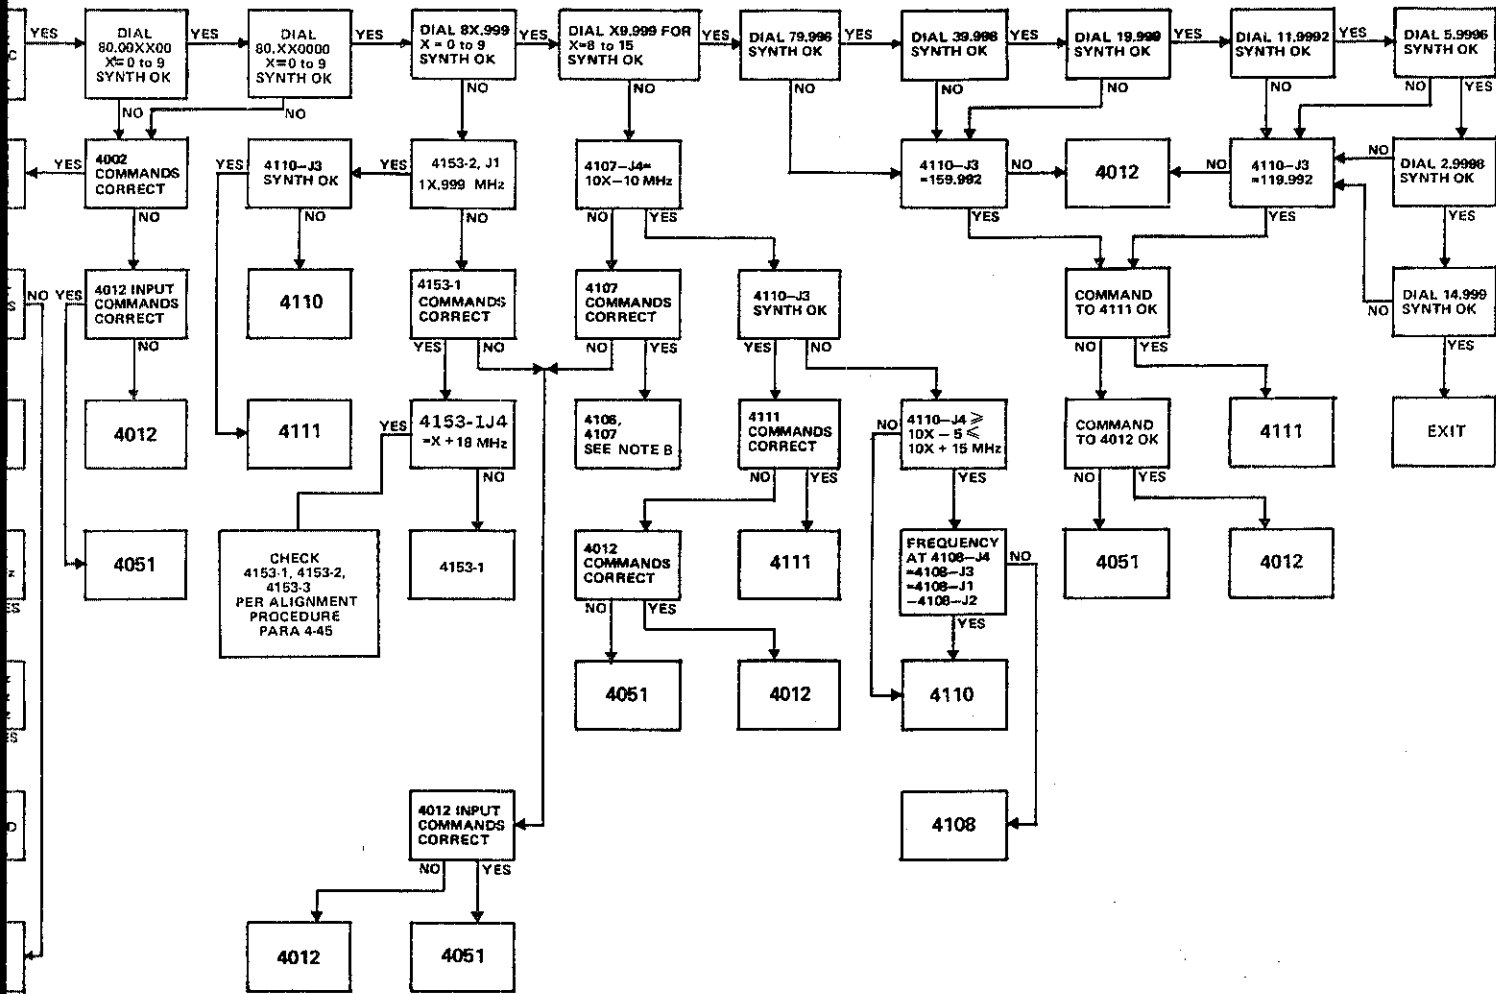 YES
DIAL
80.00XX00
X=0 to 9
SYNTH OK
YES
DIAL
80.XX0000
X=0 to 9
SYNTH OK
YES
DIAL 8X.999
X = 0 to 9
SYNTH OK
YES
DIAL X9.999 FOR
X=8 to 15
SYNTH OK
YES
DIAL 79.996
SYNTH OK
YES
DIAL 39.998
SYNTH OK
YES
DIAL 19.999
SYNTH OK
YES
DIAL 11.9992
SYNTH OK
YES
DIAL 5.9996
SYNTH OK
NO
NO
NO
NO
NO
NO
NO
NO
NO
YES
YES
4002
COMMANDS
CORRECT
YES
4110-J3
SYNTH OK
YES
4153-2, J1
1X.999 MHz
4107-J4=
10X-10 MHz
4110-J3
=159.992
NO
4012
NO
4110-J3
=119.992
NO
DIAL 2.9998
SYNTH OK
NO
NO
NO
NO
YES
YES
YES
YES
NO
YES
4012 INPUT
COMMANDS
CORRECT
4110
4153-1
COMMANDS
CORRECT
4107
COMMANDS
CORRECT
4110-J3
SYNTH OK
COMMAND
TO 4111 OK
NO
DIAL 14.999
SYNTH OK
NO
YES
NO
NO
YES
YES
NO
NO
YES
YES
4012
4111
YES
4153-1J4
=X + 18 MHz
4106,
4107
SEE NOTE B
4111
COMMANDS
CORRECT
NO
4110-J4 ⩾
10X - 5 ⩽
10X + 15 MHz
COMMAND
TO 4012 OK
4111
EXIT
NO
NO
YES
YES
NO
YES
4051
CHECK
4153-1, 4153-2,
4153-3
PER ALIGNMENT
PROCEDURE
PARA 4-45
4153-1
4012
COMMANDS
CORRECT
4111
FREQUENCY
AT 4108-J4
=4108-J3
=4108-J1
-4108-J2
NO
4051
4012
NO
YES
YES
4051
4012
4110
4012 INPUT
COMMANDS
CORRECT
4108
NO
YES
4012
4051